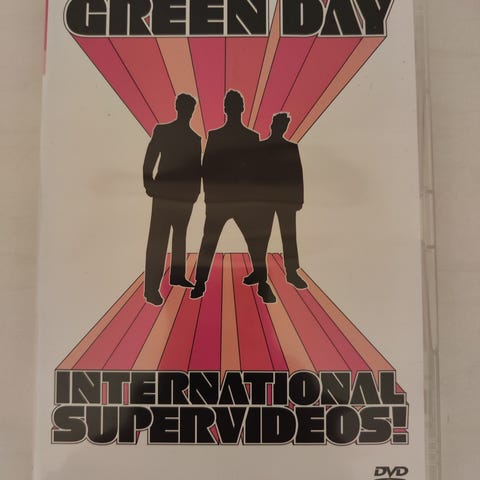 GREEN DAY
INTERNATIONAL
SUPERVIDEOS!
DVD